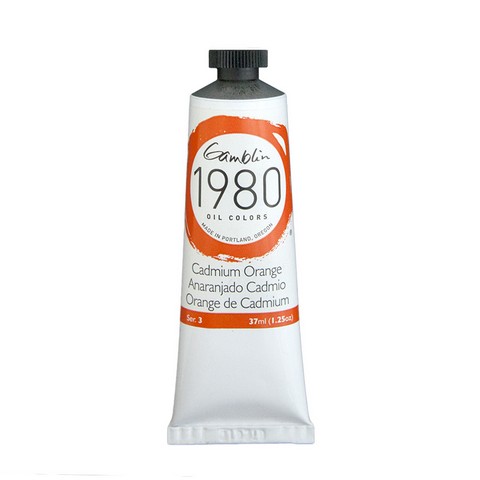 Gamblin
1980
OIL COLORS
MADE IN PORTLAND, OREGON
Cadmium Orange
Anaranjado Cadmio
Orange de Cadmium
Ser. 3 37ml (1.25oz)